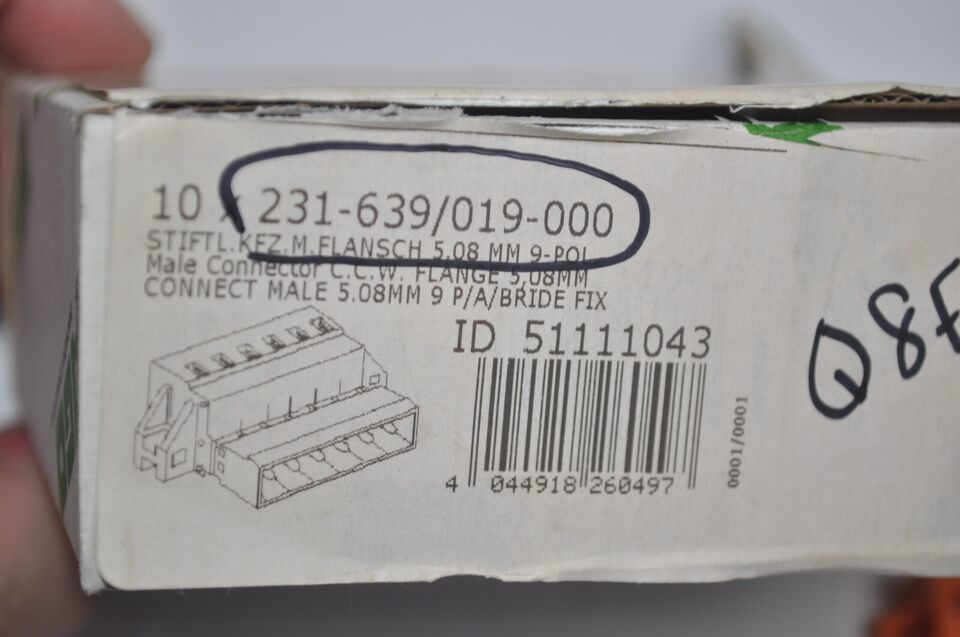 10 x 231-639/019-000
STIFTL.KFZ.M.FLANSCH 5,08 MM 9-POL
Male Connector C.C.W. FLANGE 5,08MM
CONNECT MALE 5.08MM 9 P/A/BRIDE FIX
ID 51111043
4 044918 260497
0001/0001